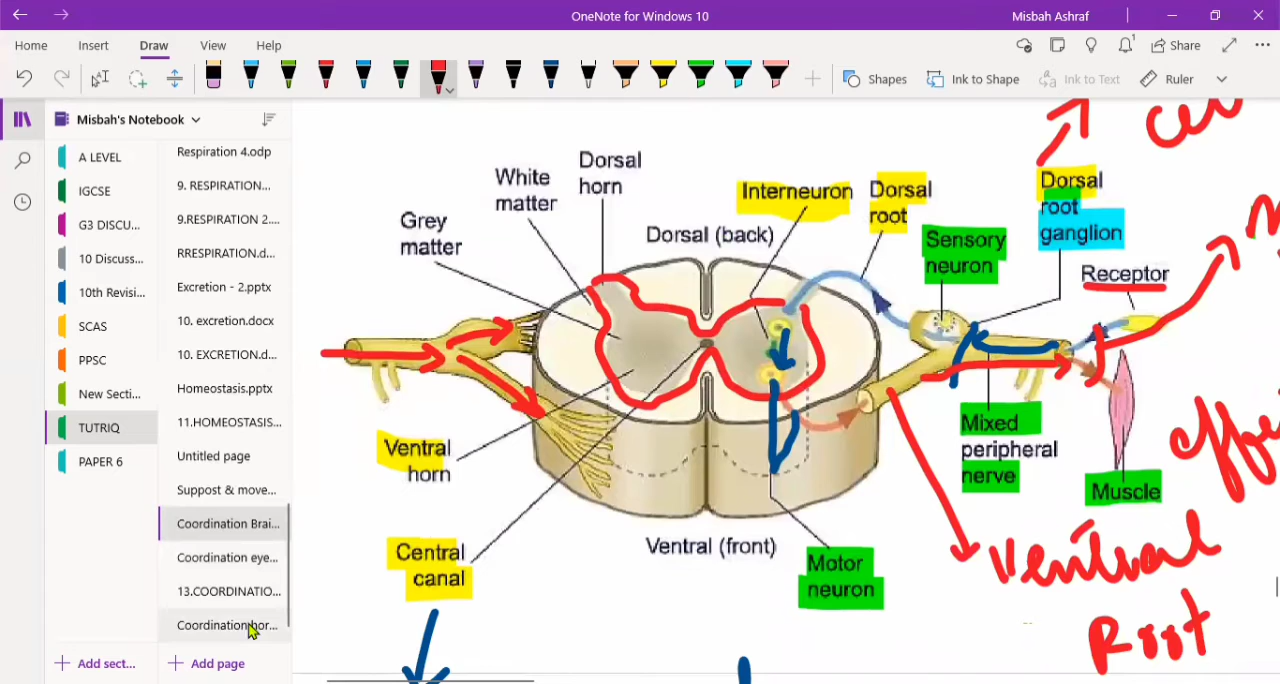 OneNote for Windows 10
Misbah Ashraf
Home Insert Draw View Help
Share
Shapes
Ink to Shape
Ink to Text
Ruler
Misbah's Notebook
A LEVEL
IGCSE
G3 DISCU...
10 Discuss...
10th Revisi...
SCAS
PPSC
New Secti...
TUTRIQ
PAPER 6
Add sect...
Respiration 4.odp
9. RESPIRATION...
9.RESPIRATION 2....
RRESPIRATION.d...
Excretion - 2.pptx
10. excretion.docx
10. EXCRETION.d...
Homeostasis.pptx
11.HOMEOSTASIS...
Untitled page
Suppost & move...
Coordination Brai...
Coordination eye...
13.COORDINATIO...
Coordination hor...
Add page
Dorsal
horn
White
matter
Grey
matter
Dorsal (back)
Interneuron
Dorsal
root
Sensory
neuron
Dorsal
root
ganglion
Receptor
Mixed
peripheral
nerve
Muscle
Ventral
horn
Central
canal
Ventral (front)
Motor
neuron
Ventral
Root